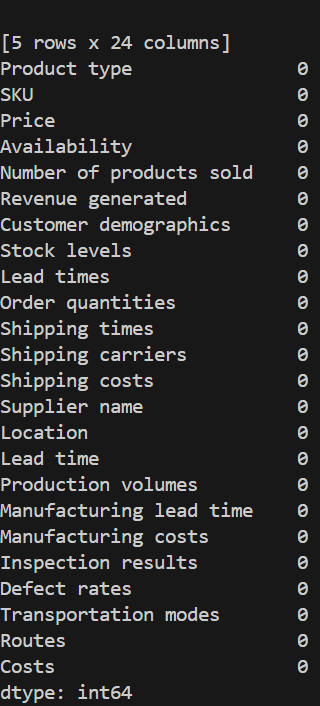 [5 rows x 24 columns]
Product type 0
SKU 0
Price 0
Availability 0
Number of products sold 0
Revenue generated 0
Customer demographics 0
Stock levels 0
Lead times 0
Order quantities 0
Shipping times 0
Shipping carriers 0
Shipping costs 0
Supplier name 0
Location 0
Lead time 0
Production volumes 0
Manufacturing lead time 0
Manufacturing costs 0
Inspection results 0
Defect rates 0
Transportation modes 0
Routes 0
Costs 0
dtype: int64